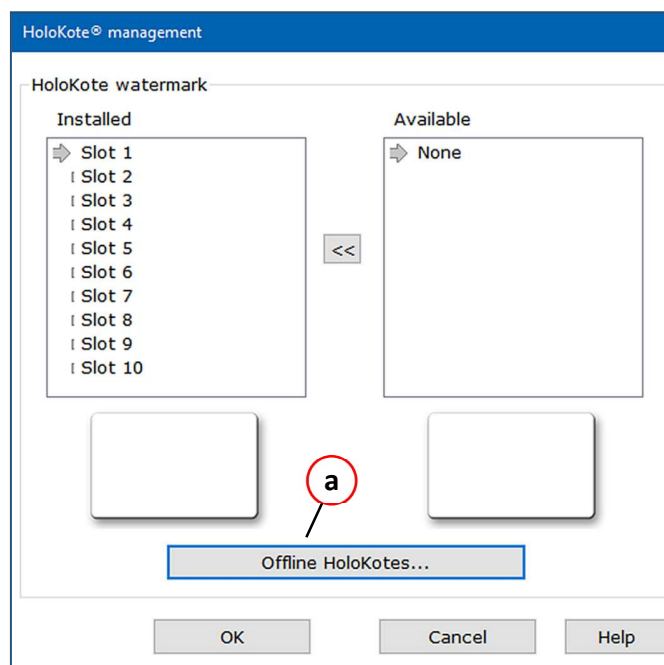 HoloKote® management
HoloKote watermark
Installed
Available
Slot 1
Slot 2
Slot 3
Slot 4
Slot 5
Slot 6
Slot 7
Slot 8
Slot 9
Slot 10
None
<<
a
Offline HoloKotes...
OK
Cancel
Help